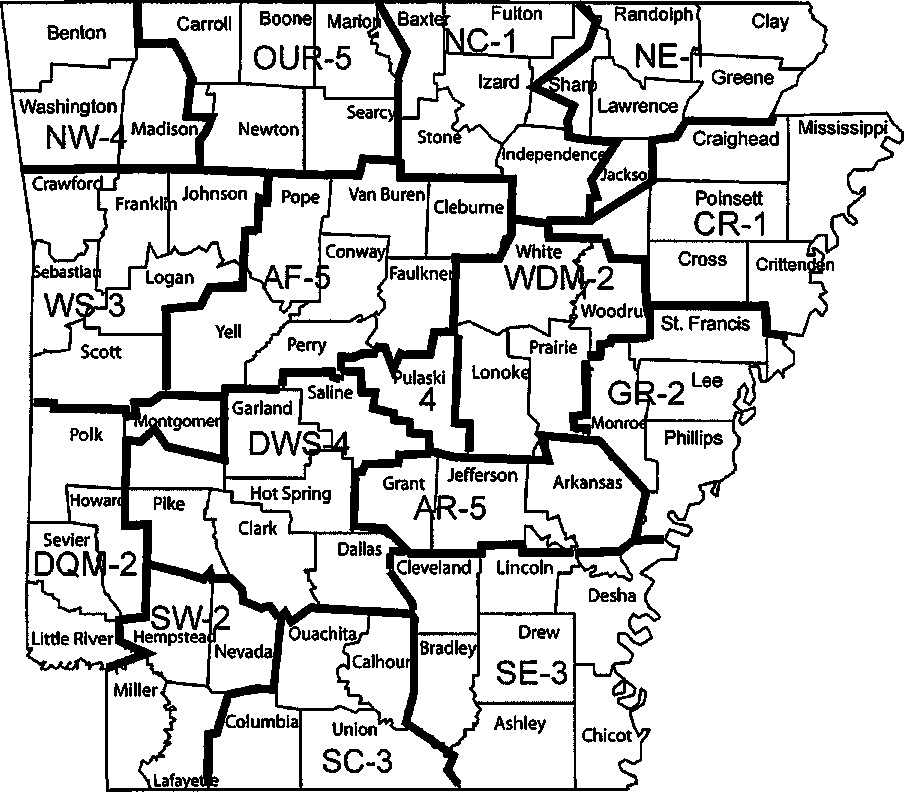 Benton
Carroll
Boone
Marion
Baxter
Fulton
Randolph
Clay
OUR-5
NC-1
NE-1
Izard
Sharp
Greene
Washington
Searcy
Lawrence
NW-4
Madison
Newton
Stone
Craighead
Mississippi
Independence
Jackso
Crawford
Franklin
Johnson
Pope
Van Buren
Cleburne
Poinsett
CR-1
Conway
White
Cross
Crittenden
Sebastian
Logan
AF-5
Faulkner
WDM-2
WS-3
Woodru
St. Francis
Yell
Perry
Prairie
Scott
Lonoke
Pulaski
Saline
4
GR-2
Lee
Garland
Montgomer
Monroe
Polk
DWS-4
Phillips
Jefferson
Grant
Arkansas
Howard
Pike
Hot Spring
AR-5
Clark
Sevier
Dallas
DQM-2
Cleveland
Lincoln
Desha
SW-2
Little River
Hempstead
Ouachita
Drew
Nevada
Calhour
Bradley
SE-3
Miller
Columbia
Union
Ashley
Chicot
SC-3
Lafayette